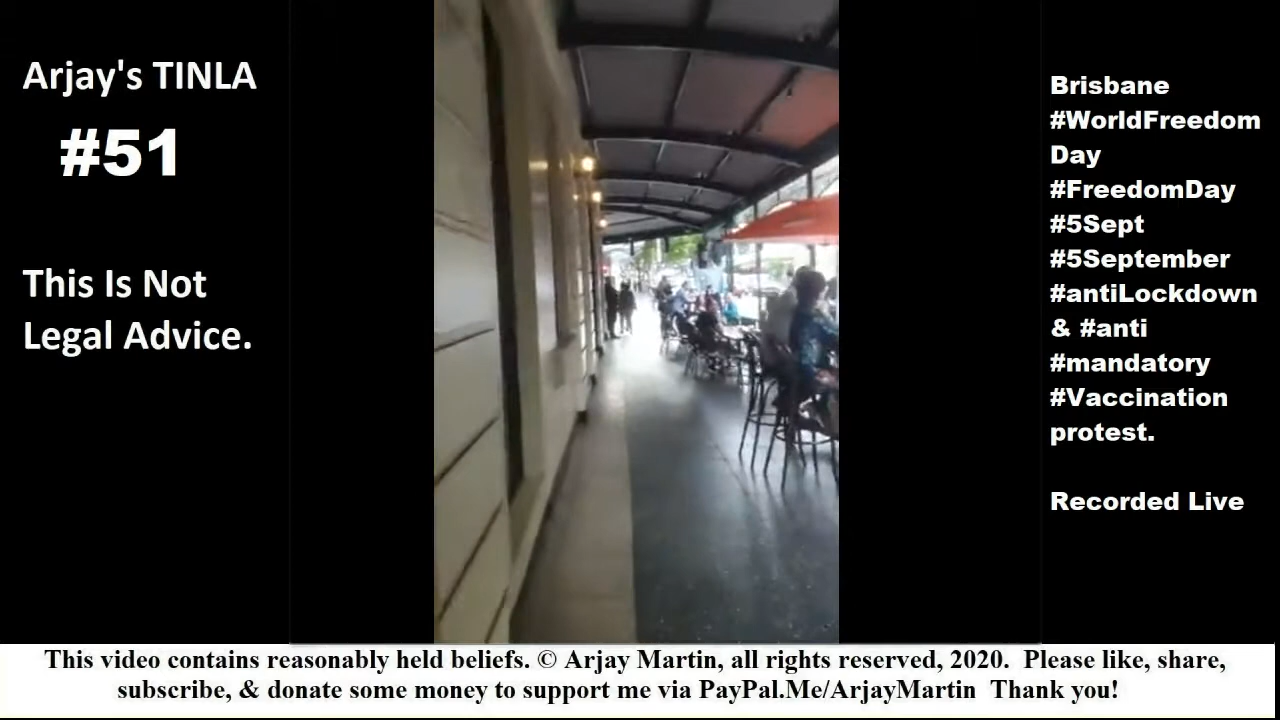 Arjay's TINLA
#51
This Is Not
Legal Advice.
Brisbane
#WorldFreedom
Day
#FreedomDay
#5Sept
#5September
#antiLockdown
& #anti
#mandatory
#Vaccination
protest.
Recorded Live
This video contains reasonably held beliefs. © Arjay Martin, all rights reserved, 2020.  Please like, share,
subscribe, & donate some money to support me via PayPal.Me/ArjayMartin  Thank you!